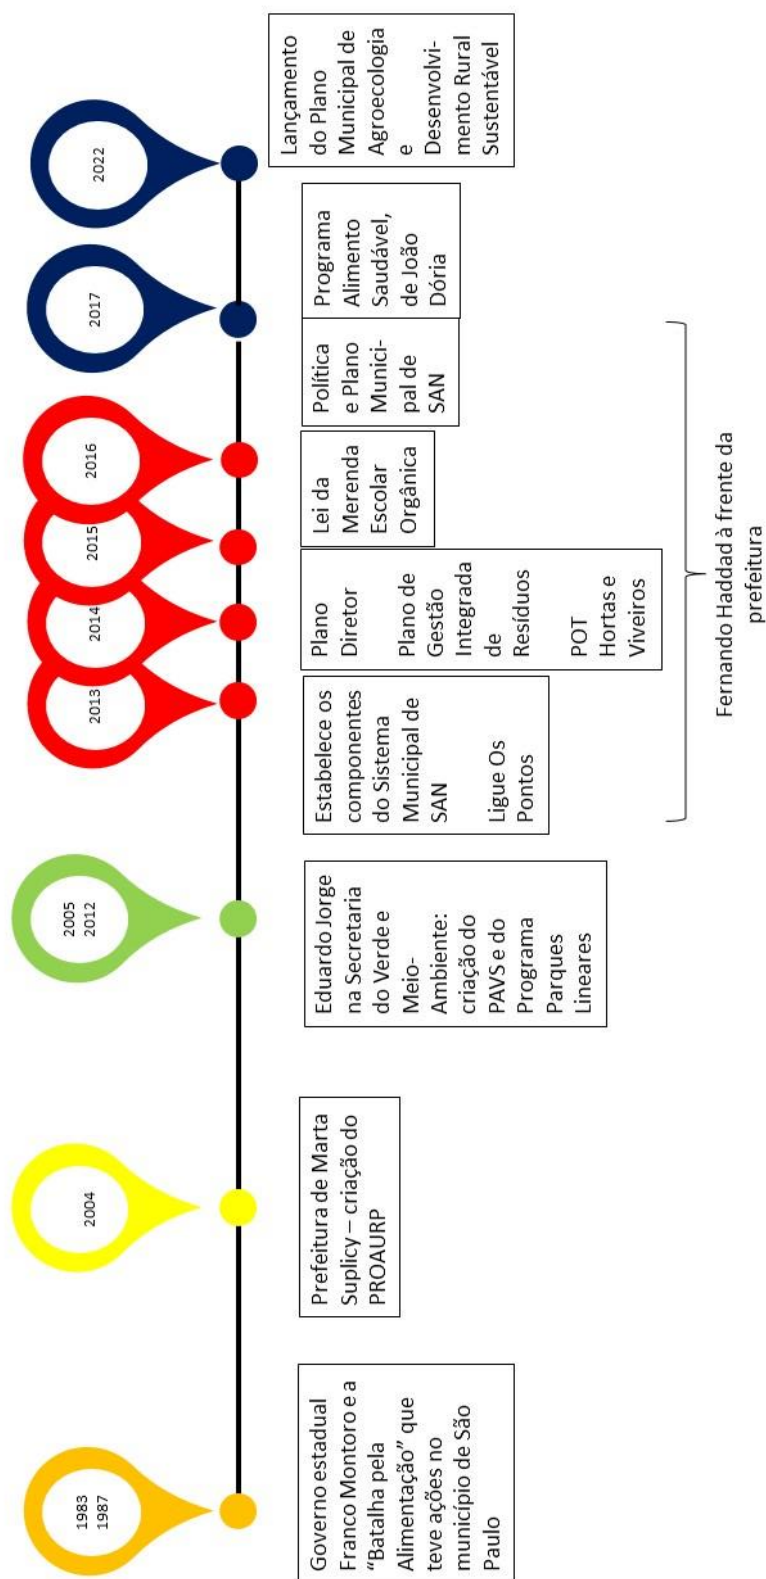 1983
1987
2004
2005
2012
2013
2014
2015
2016
2017
2022
Governo estadual
Franco Montoro e a
“Batalha pela
Alimentação” que
teve ações no
município de São
Paulo
Prefeitura de Marta
Suplicy – criação do
PROAURP
Eduardo Jorge
na Secretaria
do Verde e
Meio-
Ambiente:
criação do
PAVS e do
Programa
Parques
Lineares
Estabelece os
componentes
do Sistema
Municipal de
SAN
Ligue Os
Pontos
Plano
Diretor
Plano de
Gestão
Integrada
de
Resíduos
POT
Hortas e
Viveiros
Lei da
Merenda
Escolar
Orgânica
Política
e Plano
Munici-
pal de
SAN
Programa
Alimento
Saudável,
de João
Dória
Lançamento
do Plano
Municipal de
Agroecologia
e
Desenvolvi-
mento Rural
Sustentável
Fernando Haddad à frente da
prefeitura